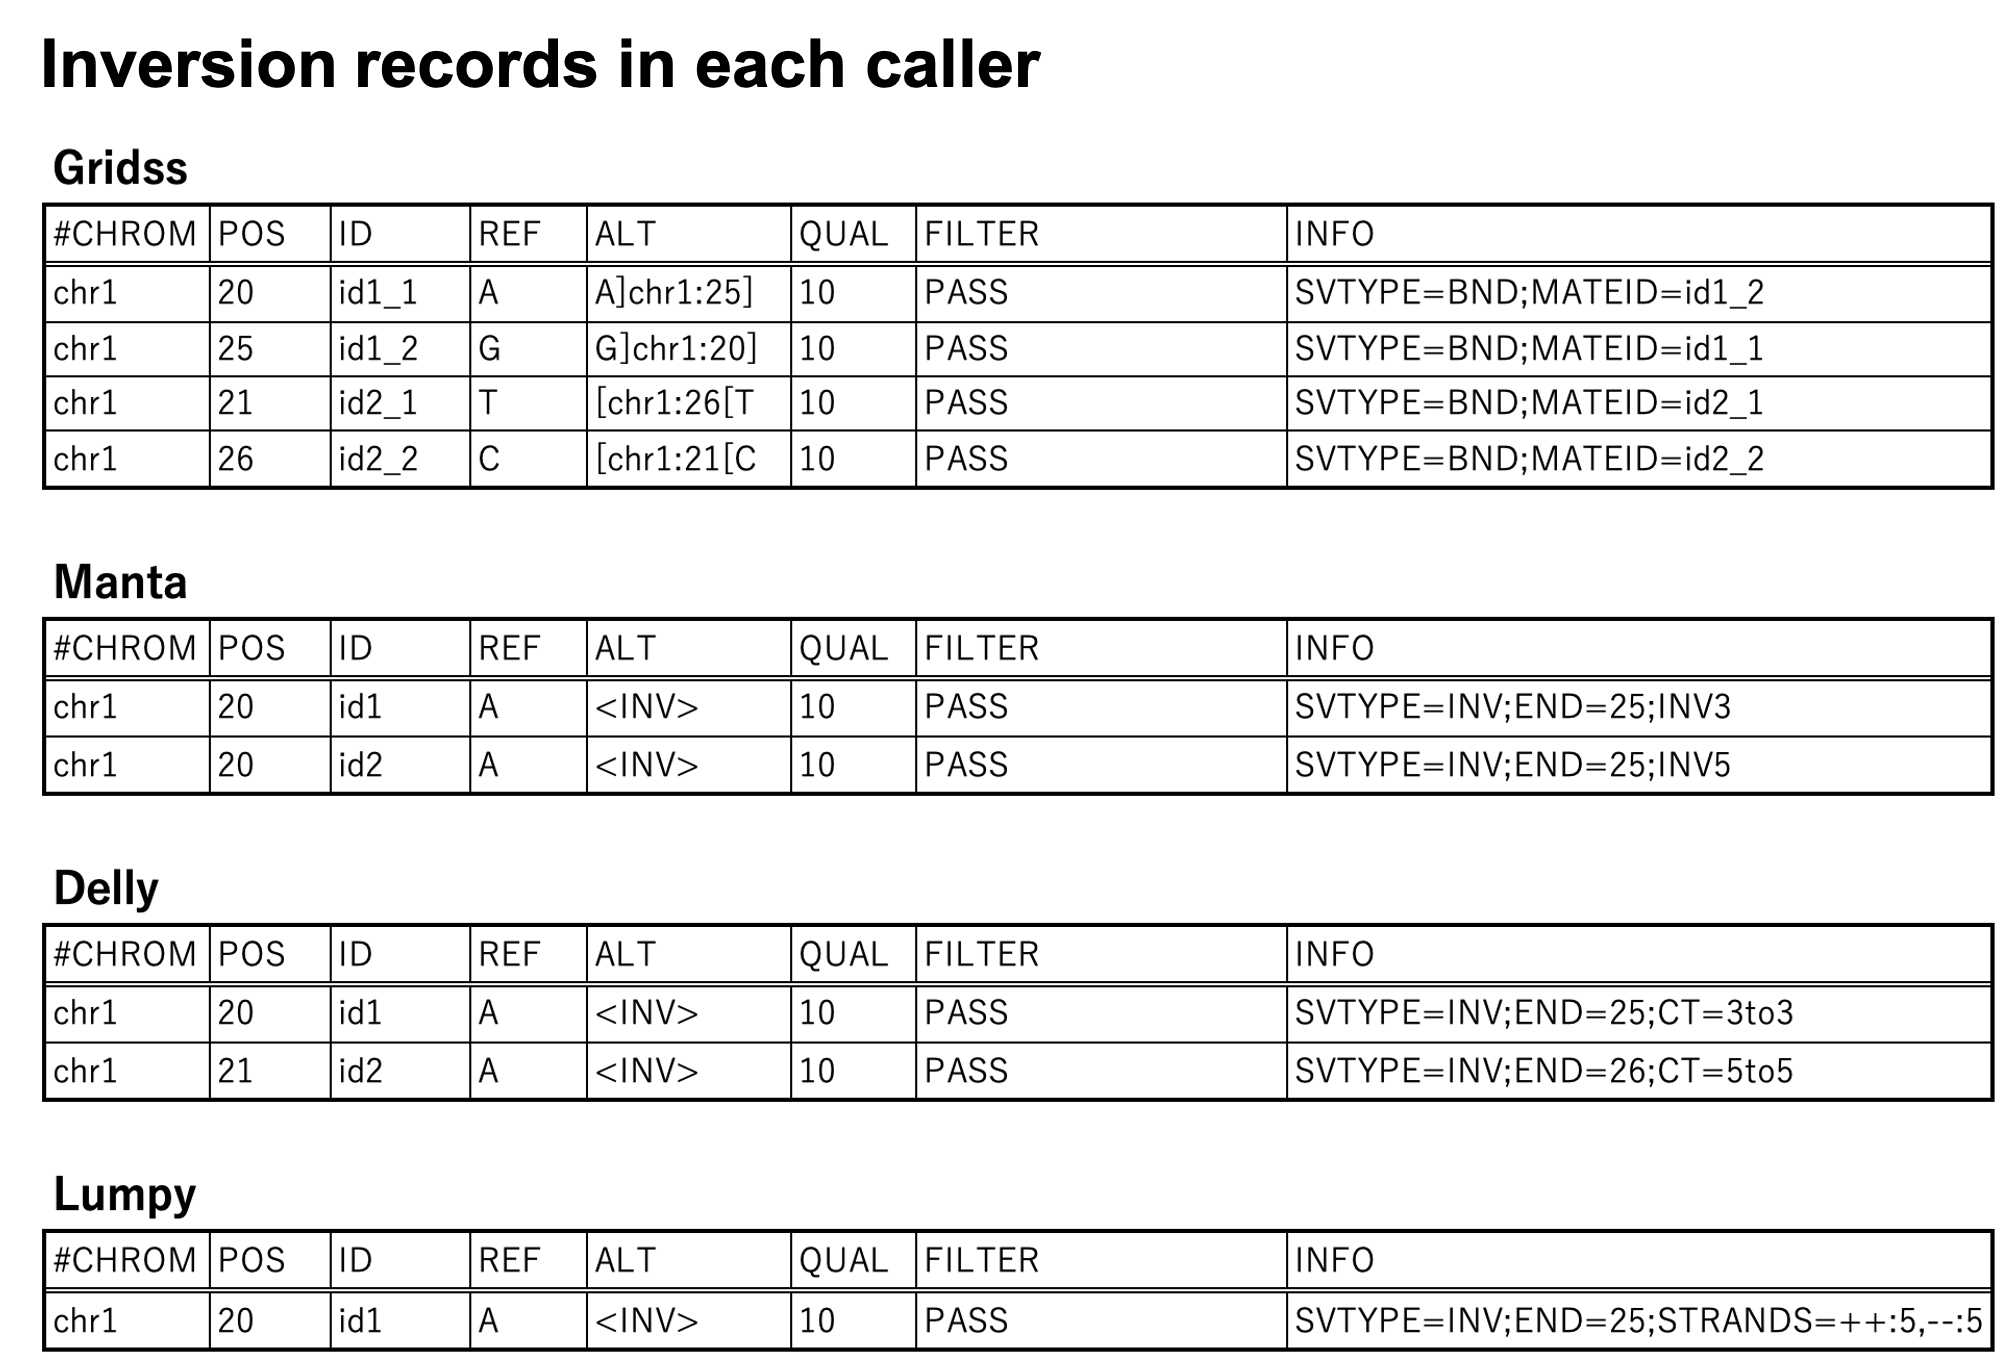 Inversion records in each caller
Gridss
#CHROM POS ID REF ALT QUAL FILTER INFO
chr1 20 id1_1 A A]chr1:25] 10 PASS SVTYPE=BND;MATEID=id1_2
chr1 25 id1_2 G G]chr1:20] 10 PASS SVTYPE=BND;MATEID=id1_1
chr1 21 id2_1 T [chr1:26[T 10 PASS SVTYPE=BND;MATEID=id2_1
chr1 26 id2_2 C [chr1:21[C 10 PASS SVTYPE=BND;MATEID=id2_2
Manta
#CHROM POS ID REF ALT QUAL FILTER INFO
chr1 20 id1 A <INV> 10 PASS SVTYPE=INV;END=25;INV3
chr1 20 id2 A <INV> 10 PASS SVTYPE=INV;END=25;INV5
Delly
#CHROM POS ID REF ALT QUAL FILTER INFO
chr1 20 id1 A <INV> 10 PASS SVTYPE=INV;END=25;CT=3to3
chr1 21 id2 A <INV> 10 PASS SVTYPE=INV;END=26;CT=5to5
Lumpy
#CHROM POS ID REF ALT QUAL FILTER INFO
chr1 20 id1 A <INV> 10 PASS SVTYPE=INV;END=25;STRANDS=++:5,--:5